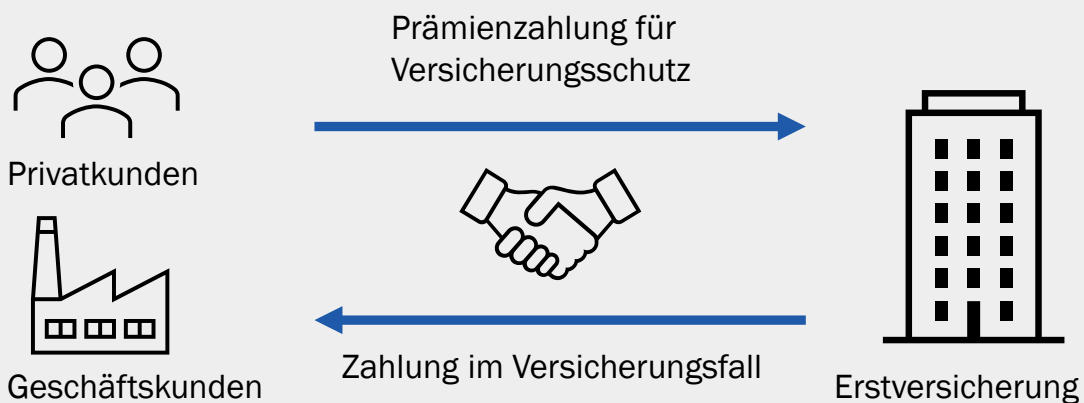 Prämienzahlung für
Versicherungsschutz
Privatkunden
Zahlung im Versicherungsfall
Geschäftskunden
Erstversicherung